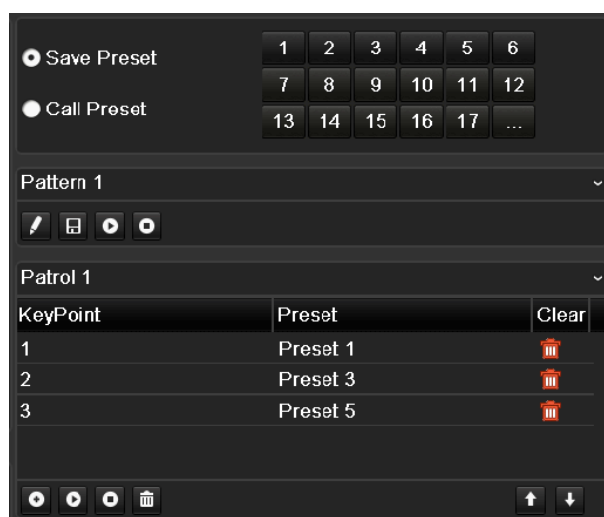 Save Preset
1 2 3 4 5 6
7 8 9 10 11 12
Call Preset
13 14 15 16 17 ...
Pattern 1
Patrol 1
KeyPoint Preset Clear
1 Preset 1
2 Preset 3
3 Preset 5